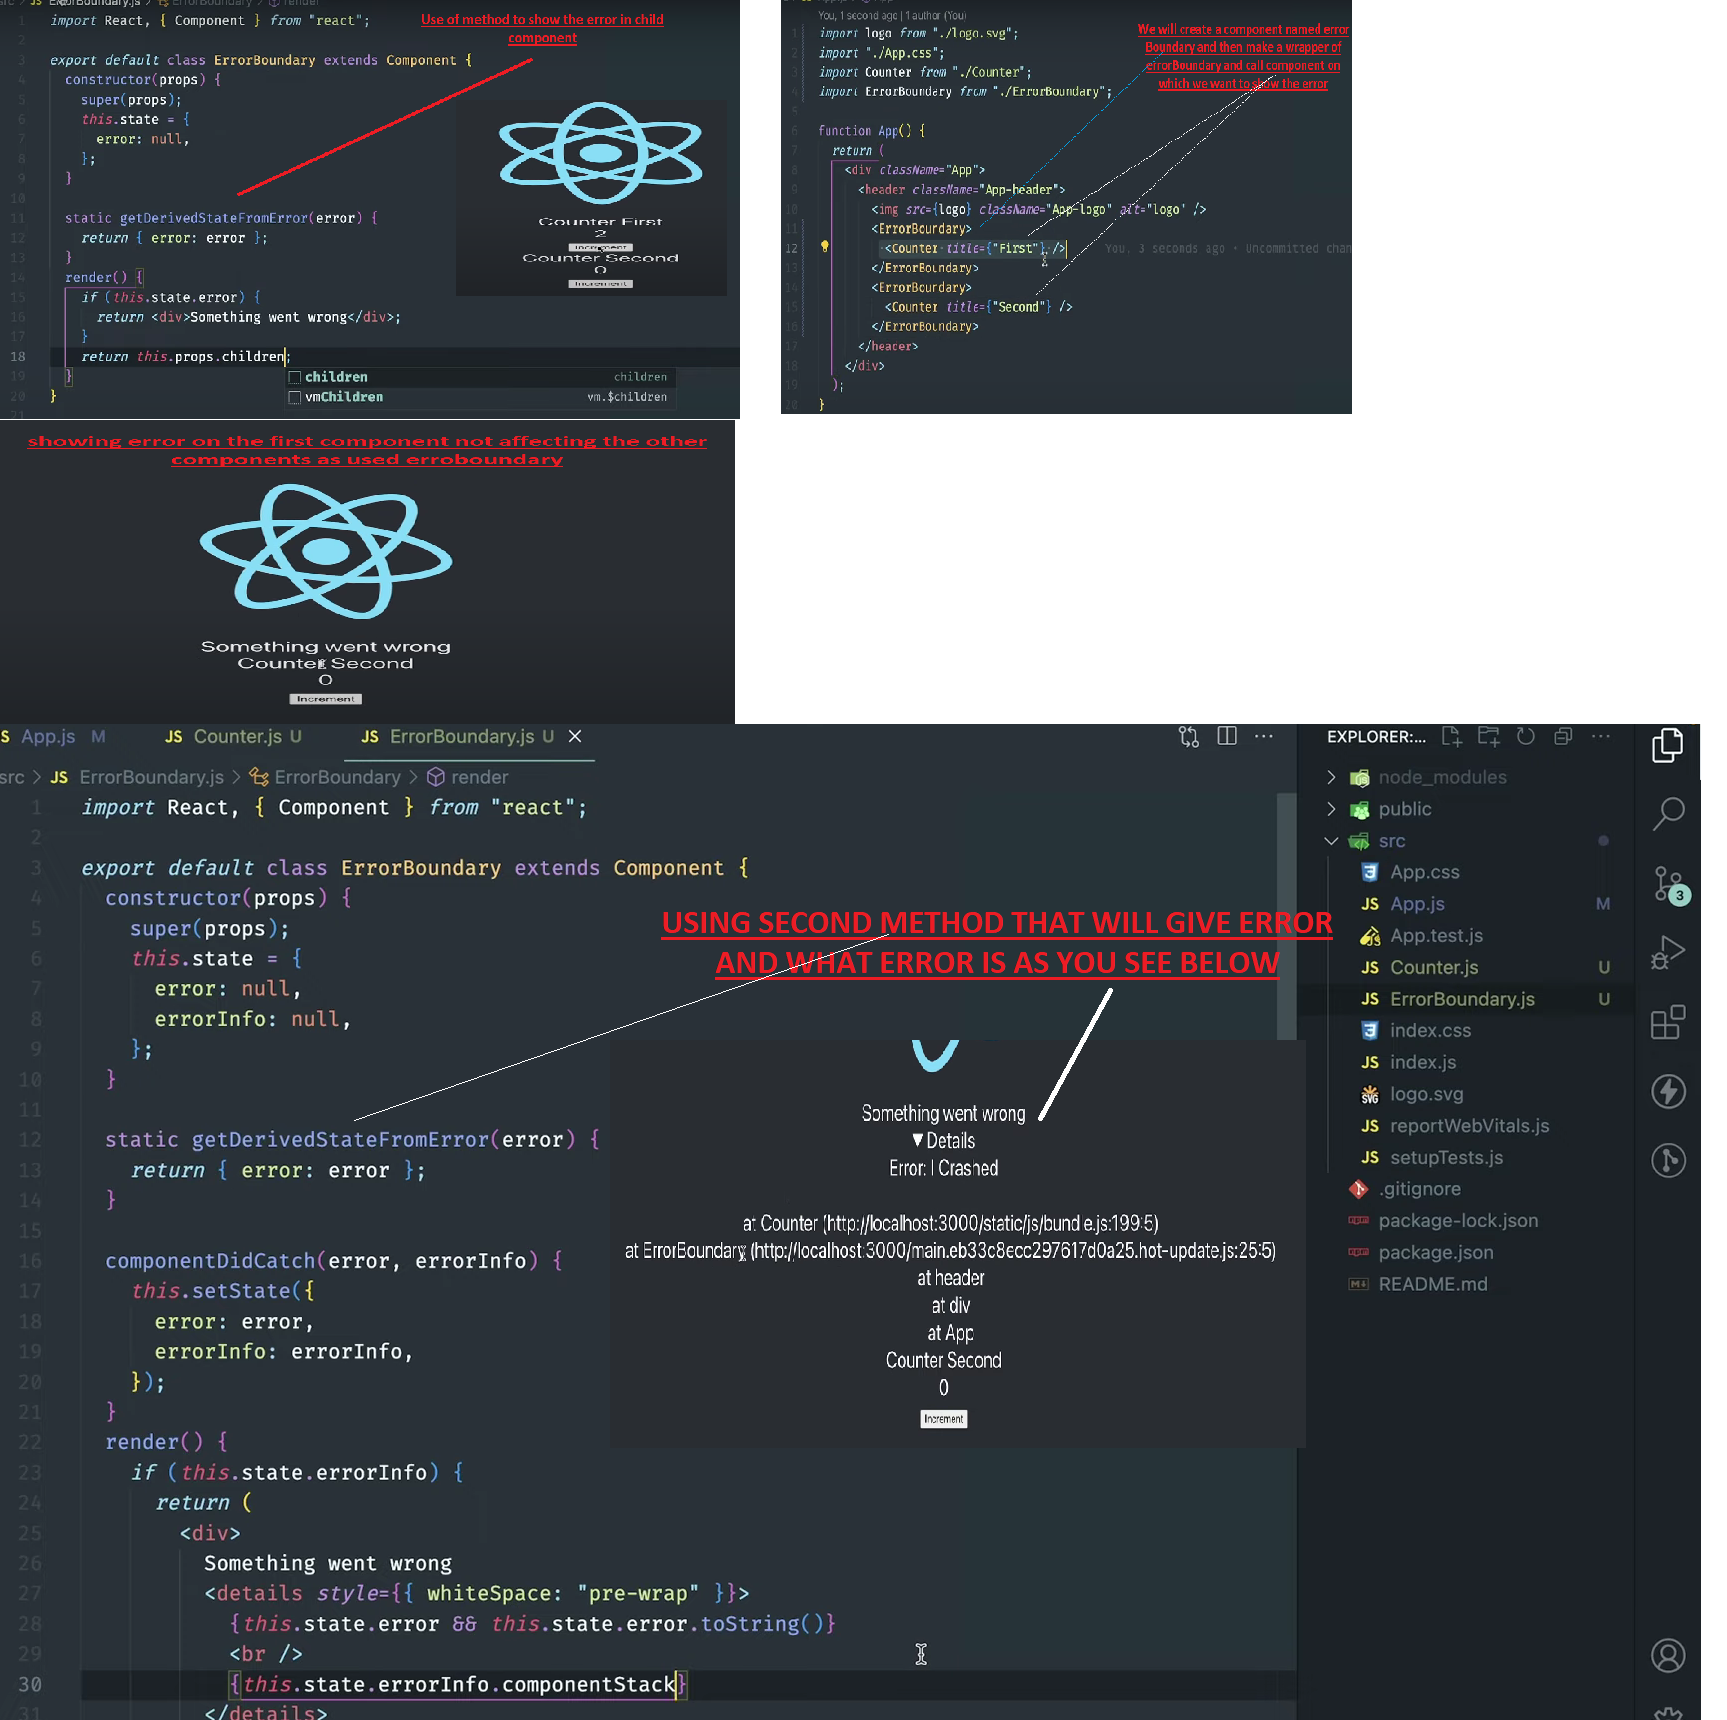 src > JS ErrorBoundary.js > ErrorBoundary > render
1 import React, { Component } from "react";
2
3 export default class ErrorBoundary extends Component {
4 constructor(props) {
5 super(props);
6 this.state = {
7 error: null,
8 };
9 }
10
11 static getDerivedStateFromError(error) {
12 return { error: error };
13 }
14 render() {
15 if (this.state.error) {
16 return <div>Something went wrong</div>;
17 }
18 return this.props.children;
19 }
20 }
21
children children
vmChildren vm.$children
Use of method to show the error in child
component
Counter First
2
Increment
Counter Second
0
Increment
You, 1 second ago | 1 author (You)
1 import logo from "./logo.svg";
2 import "./App.css";
3 import Counter from "./Counter";
4 import ErrorBoundary from "./ErrorBoundary";
5
6 function App() {
7 return (
8 <div className="App">
9 <header className="App-header">
10 <img src={logo} className="App-logo" alt="logo" />
11 <ErrorBoundary>
12 <Counter title={"First"} /> You, 3 seconds ago • Uncommitted chan
13 </ErrorBoundary>
14 <ErrorBoundary>
15 <Counter title={"Second"} />
16 </ErrorBoundary>
17 </header>
18 </div>
19 );
20 }
We will create a component named error
Boundary and then make a wrapper of
errorBoundary and call component on
which we want to show the error
showing error on the first component not affecting the other
components as used erroboundary
Something went wrong
Counter Second
0
Increment
S App.js M JS Counter.js U JS ErrorBoundary.js U
src > JS ErrorBoundary.js > ErrorBoundary > render
1 import React, { Component } from "react";
2
3 export default class ErrorBoundary extends Component {
4 constructor(props) {
5 super(props);
6 this.state = {
7 error: null,
8 errorInfo: null,
9 };
10 }
11
12 static getDerivedStateFromError(error) {
13 return { error: error };
14 }
15
16 componentDidCatch(error, errorInfo) {
17 this.setState({
18 error: error,
19 errorInfo: errorInfo,
20 });
21 }
22 render() {
23 if (this.state.errorInfo) {
24 return (
25 <div>
26 Something went wrong
27 <details style={{ whiteSpace: "pre-wrap" }}>
28 {this.state.error && this.state.error.toString()}
29 <br />
30 {this.state.errorInfo.componentStack}
31 </details>
USING SECOND METHOD THAT WILL GIVE ERROR
AND WHAT ERROR IS AS YOU SEE BELOW
Something went wrong
▼ Details
Error: I Crashed
at Counter (http://localhost:3000/static/js/bundle.js:199:5)
at ErrorBoundary (http://localhost:3000/main.eb33c8ecc297617d0a25.hot-update.js:25:5)
at header
at div
at App
Counter Second
0
Increment
EXPLORER:...
node_modules
public
src
App.css
JS App.js M
App.test.js
JS Counter.js U
JS ErrorBoundary.js U
index.css
JS index.js
SVG logo.svg
JS reportWebVitals.js
JS setupTests.js
.gitignore
package-lock.json
package.json
README.md
3